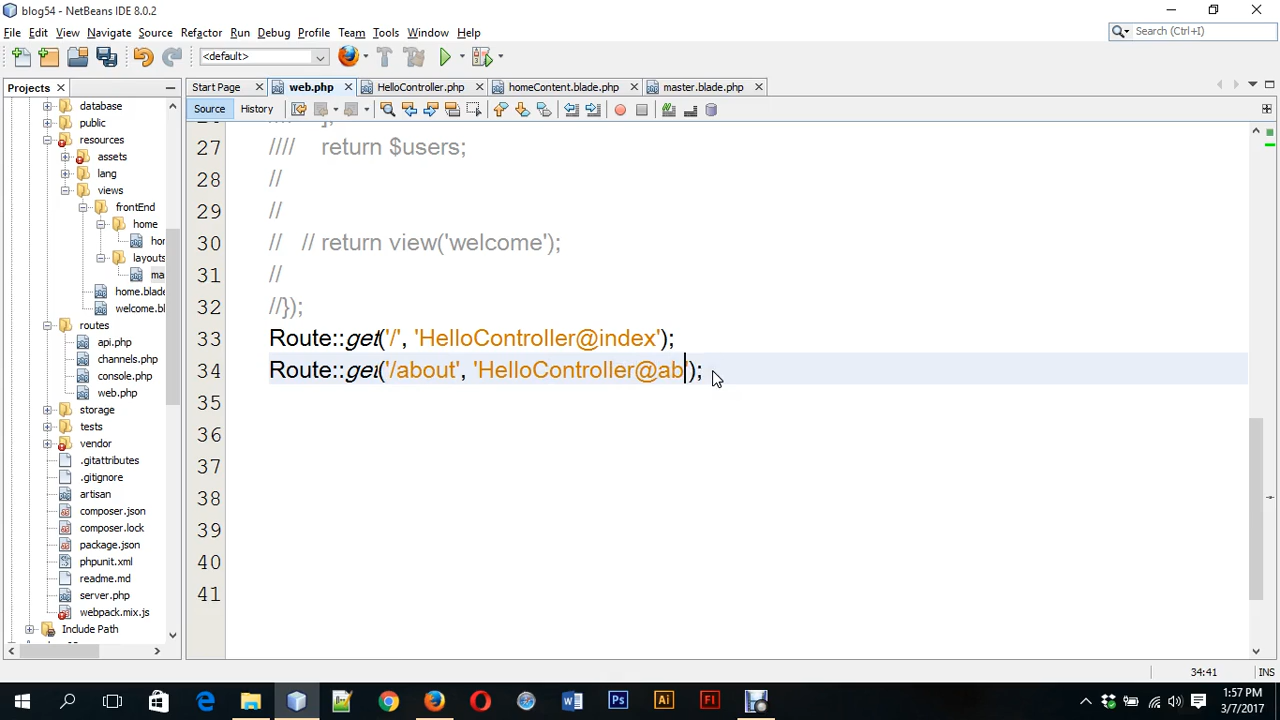 blog54 - NetBeans IDE 8.0.2
File Edit View Navigate Source Refactor Run Debug Profile Team Tools Window Help
Search (Ctrl+I)
<default>
Projects
Start Page web.php HelloController.php homeContent.blade.php master.blade.php
Source History
database
public
resources
assets
lang
views
frontEnd
home
hor
layouts
ma
home.blade
welcome.bl
routes
api.php
channels.php
console.php
web.php
storage
tests
vendor
.gitattributes
.gitignore
artisan
composer.json
composer.lock
package.json
phpunit.xml
readme.md
server.php
webpack.mix.js
Include Path
27 //// return $users;
28 //
29 //
30 // // return view('welcome');
31 //
32 //});
33 Route::get('/', 'HelloController@index');
34 Route::get('/about', 'HelloController@ab');
35
36
37
38
39
40
41
34:41 INS
1:57 PM
3/7/2017